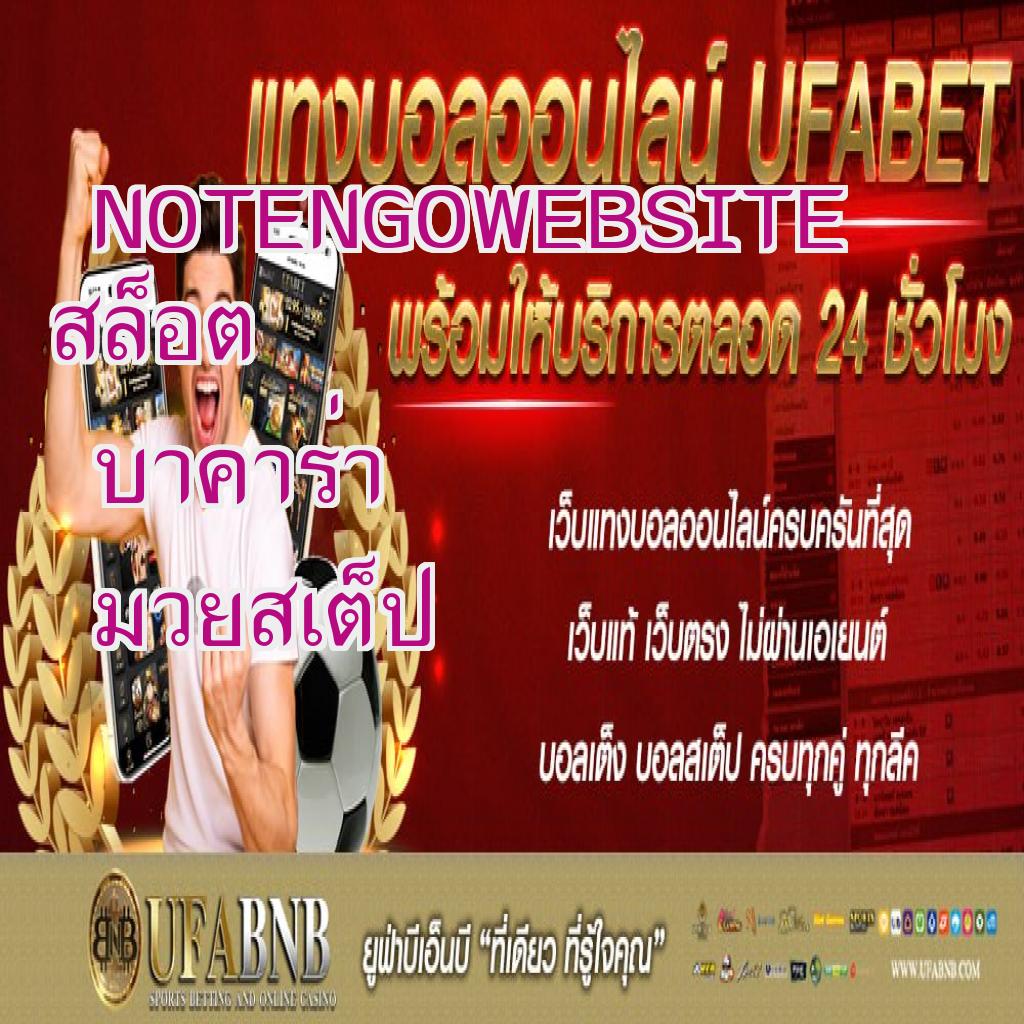 แทงบอลออนไลน์ UFABET
NOTENGOWEBSITE
สล็อต
พร้อมให้บริการตลอด 24 ชั่วโมง
บาคาร่า
เว็บแทงบอลออนไลน์ครบครันที่สุด
มวยสเต็ป
เว็บแท้ เว็บตรง ไม่ผ่านเอเยนต์
บอลเต็ง บอลสเต็ป ครบทุกคู่ ทุกลีค
BNB
UFABNB
SPORTS BETTING AND ONLINE CASINO
ยูฟ่าบีเอ็นบี “ที่เดียว ที่รู้ใจคุณ”
WWW.UFABNB.COM